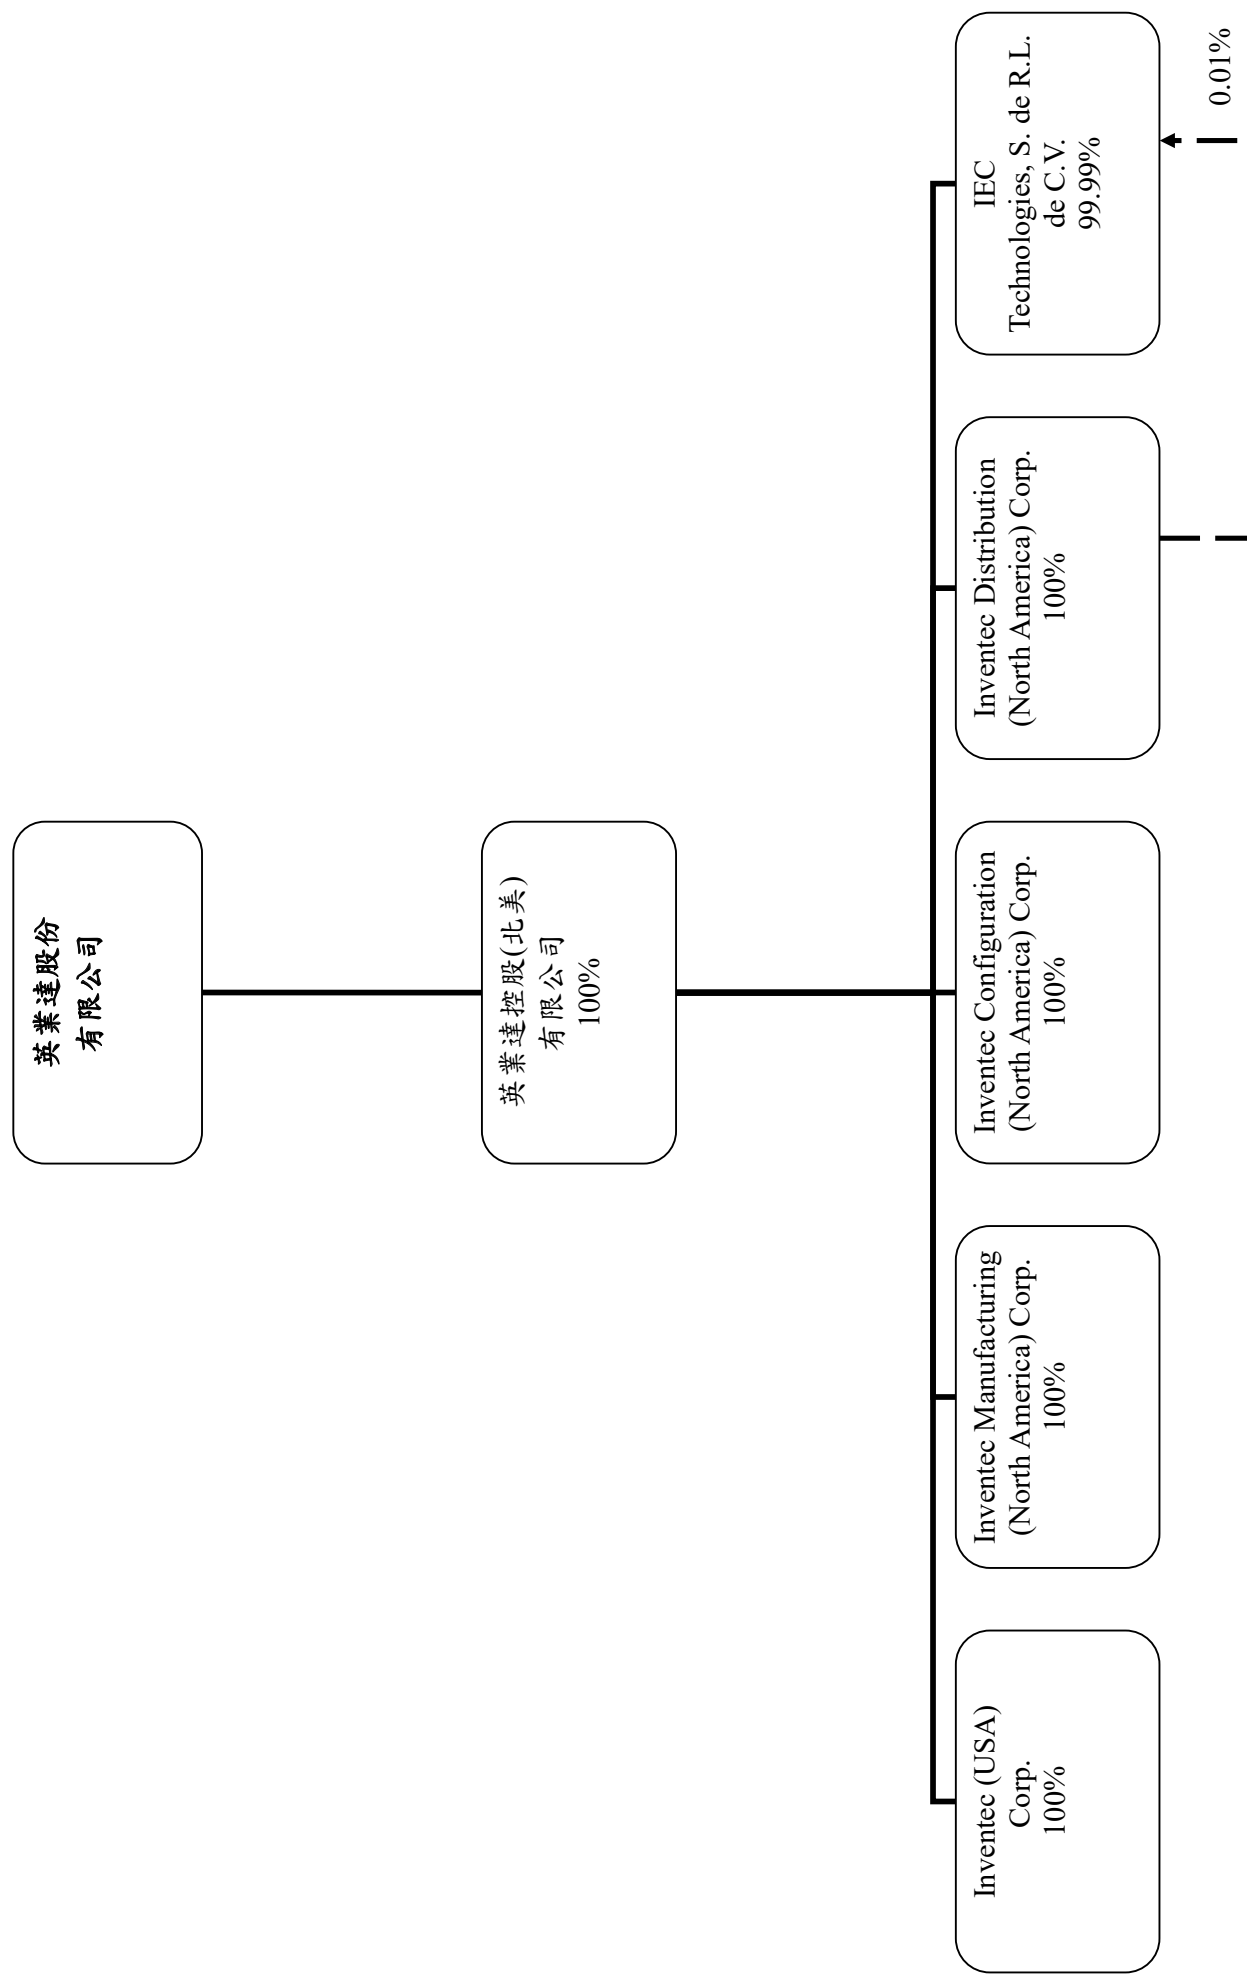 英業達股份
有限公司
英業達控股(北美)
有限公司
100%
Inventec (USA)
Corp.
100%
Inventec Manufacturing
(North America) Corp.
100%
Inventec Configuration
(North America) Corp.
100%
Inventec Distribution
(North America) Corp.
100%
IEC
Technologies, S. de R.L.
de C.V.
99.99%
0.01%